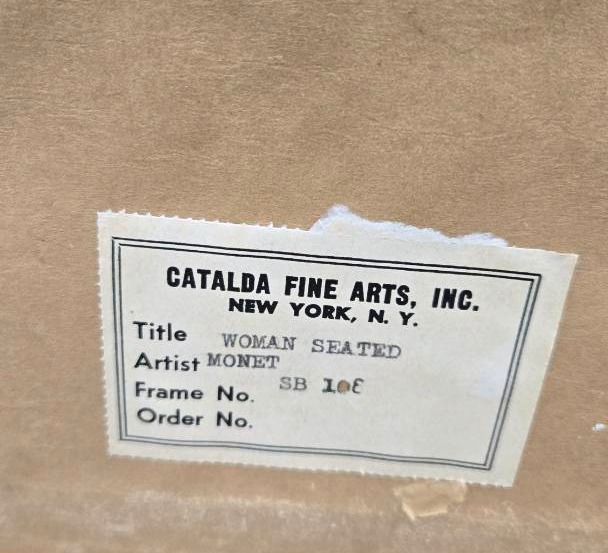 CATALDA FINE ARTS, INC.
NEW YORK, N. Y.
Title WOMAN SEATED
Artist MONET
Frame No. SB
Order No.